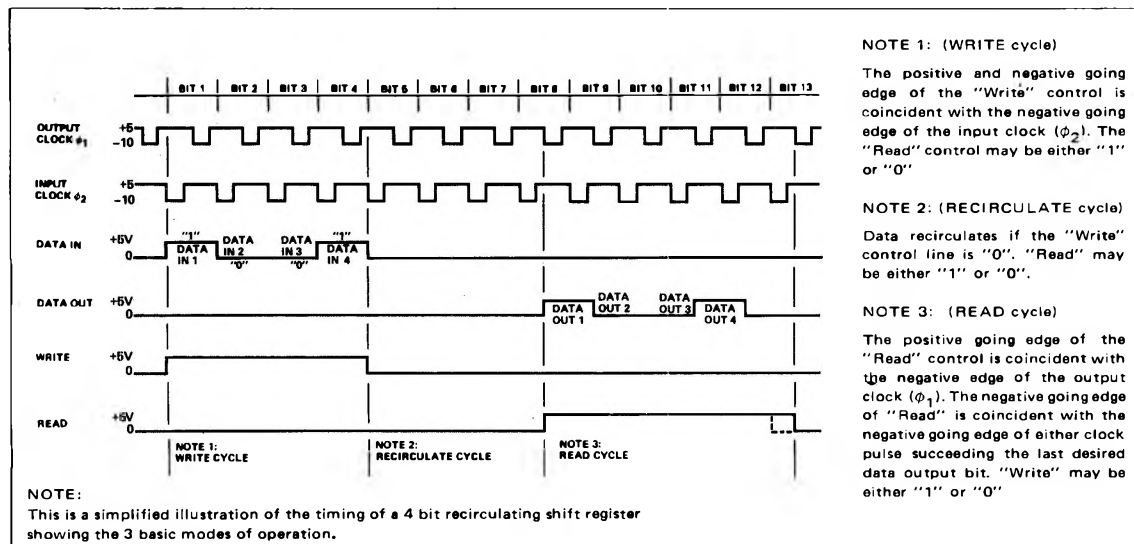 BIT 1 BIT 2 BIT 3 BIT 4 BIT 5 BIT 6 BIT 7 BIT 8 BIT 9 BIT 10 BIT 11 BIT 12 BIT 13
OUTPUT +5
CLOCK ϕ1 -10
INPUT +5
CLOCK ϕ2 -10
DATA IN +5V 0
"1" DATA IN 1
DATA IN 2 "0"
DATA IN 3 "0"
"1" DATA IN 4
DATA OUT +5V 0
DATA OUT 1
DATA OUT 2
DATA OUT 3
DATA OUT 4
WRITE +5V 0
READ +5V 0
NOTE 1:
WRITE CYCLE
NOTE 2:
RECIRCULATE CYCLE
NOTE 3:
READ CYCLE
NOTE:
This is a simplified illustration of the timing of a 4 bit recirculating shift register
showing the 3 basic modes of operation.
NOTE 1: (WRITE cycle)
The positive and negative going
edge of the "Write" control is
coincident with the negative going
edge of the input clock (ϕ2). The
"Read" control may be either "1"
or "0"
NOTE 2: (RECIRCULATE cycle)
Data recirculates if the "Write"
control line is "0". "Read" may
be either "1" or "0".
NOTE 3: (READ cycle)
The positive going edge of the
"Read" control is coincident with
the negative edge of the output
clock (ϕ1). The negative going edge
of "Read" is coincident with the
negative going edge of either clock
pulse succeeding the last desired
data output bit. "Write" may be
either "1" or "0"